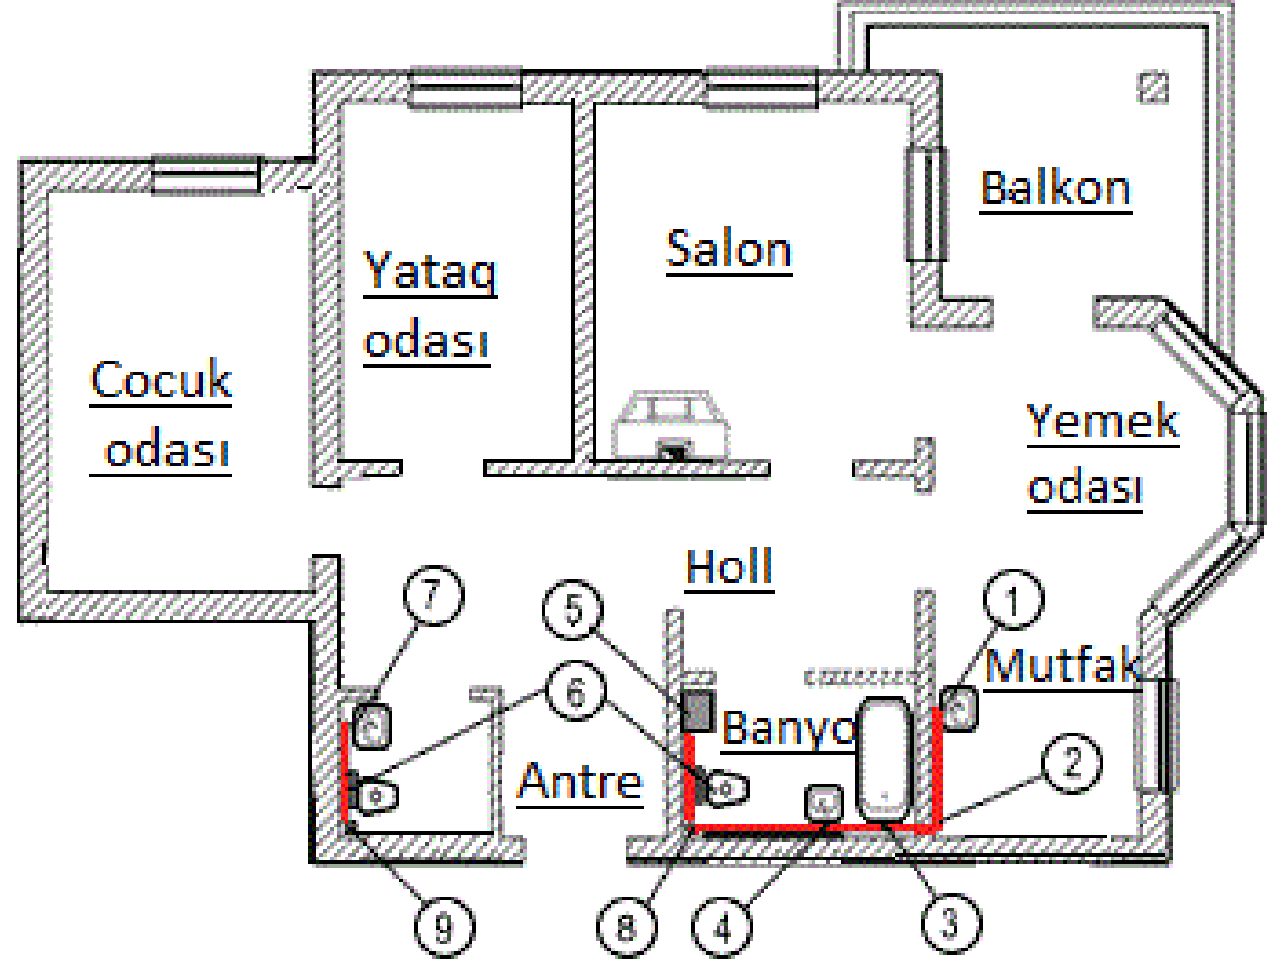 Balkon
Salon
Yataq
odası
Cocuk
odası
Yemek
odası
Holl
7
5
1
Mutfak
6
Banyo
Antre
2
9
8
4
3